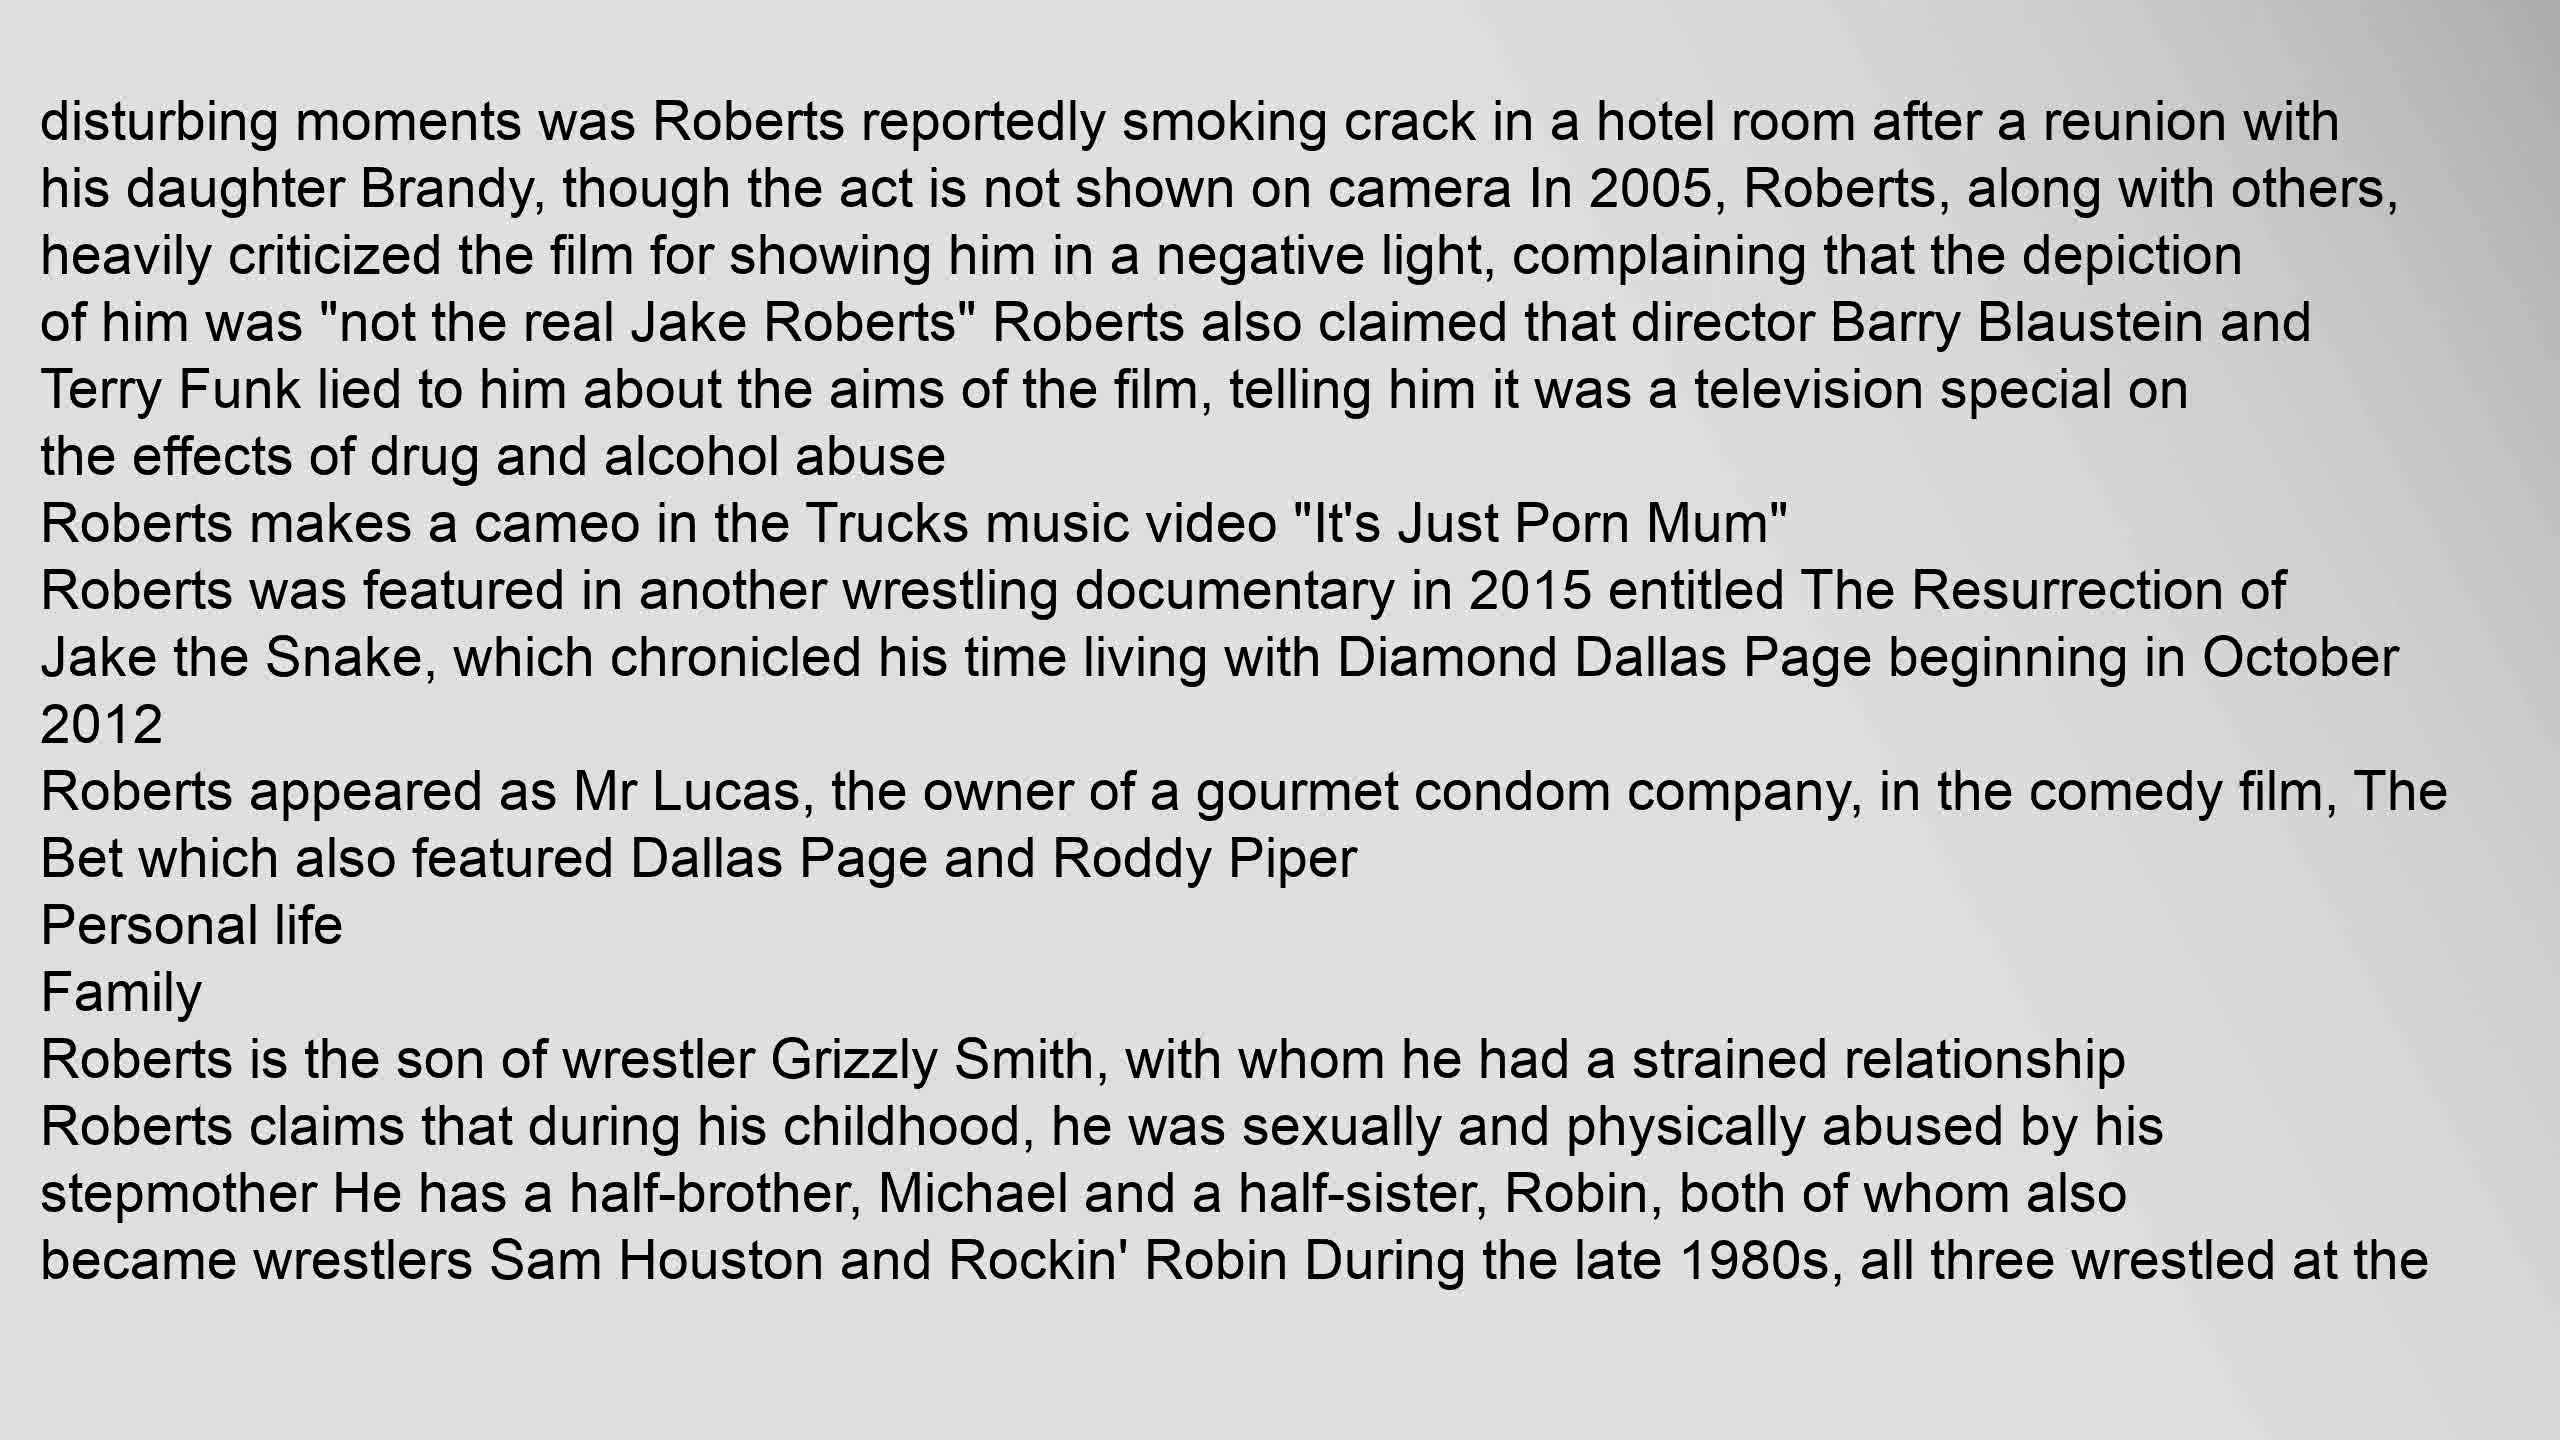 disturbing moments was Roberts reportedly smoking crack in a hotel room after a reunion with
his daughter Brandy, though the act is not shown on camera In 2005, Roberts, along with others,
heavily criticized the film for showing him in a negative light, complaining that the depiction
of him was "not the real Jake Roberts" Roberts also claimed that director Barry Blaustein and
Terry Funk lied to him about the aims of the film, telling him it was a television special on
the effects of drug and alcohol abuse
Roberts makes a cameo in the Trucks music video "It's Just Porn Mum"
Roberts was featured in another wrestling documentary in 2015 entitled The Resurrection of
Jake the Snake, which chronicled his time living with Diamond Dallas Page beginning in October
2012
Roberts appeared as Mr Lucas, the owner of a gourmet condom company, in the comedy film, The
Bet which also featured Dallas Page and Roddy Piper
Personal life
Family
Roberts is the son of wrestler Grizzly Smith, with whom he had a strained relationship
Roberts claims that during his childhood, he was sexually and physically abused by his
stepmother He has a half-brother, Michael and a half-sister, Robin, both of whom also
became wrestlers Sam Houston and Rockin' Robin During the late 1980s, all three wrestled at the